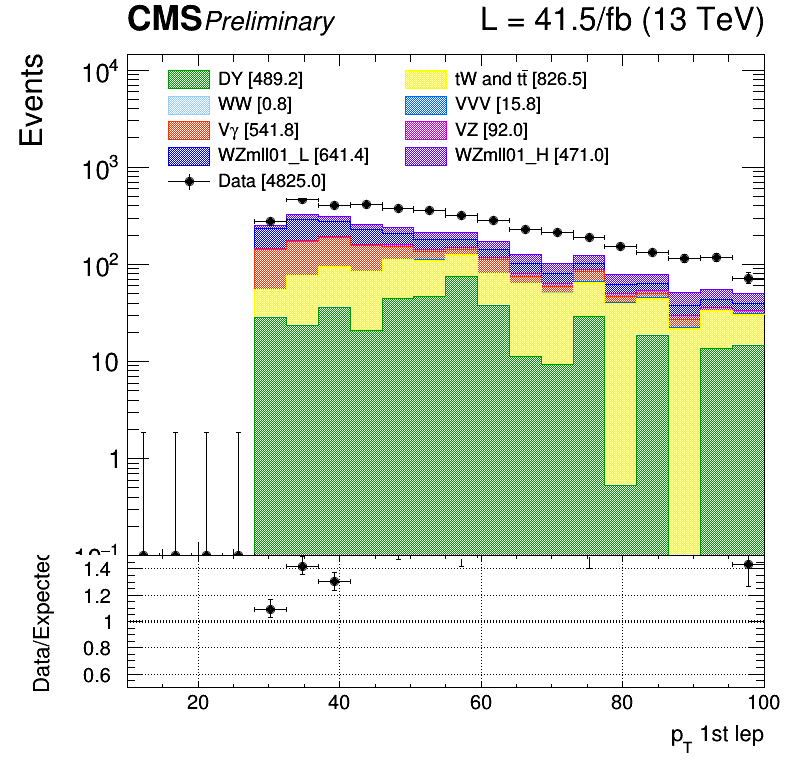 CMS Preliminary L = 41.5/fb (13 TeV)
Events
10⁴
10³
10²
10
1
10⁻¹
DY [489.2]
tW and tt̄ [826.5]
WW [0.8]
VVV [15.8]
Vγ [541.8]
VZ [92.0]
WZmll01_L [641.4]
WZmll01_H [471.0]
Data [4825.0]
Data/Expected
1.4
1.2
1
0.8
0.6
20 40 60 80 100
p_T 1st lep